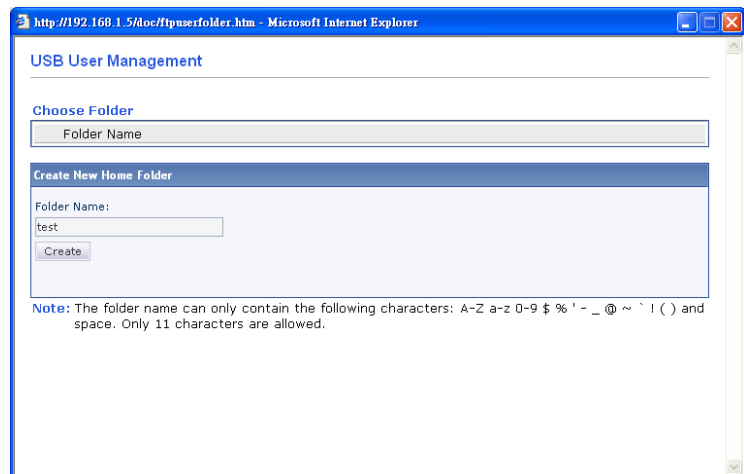 http://192.168.1.5/doc/ftpuserfolder.htm - Microsoft Internet Explorer
USB User Management
Choose Folder
Folder Name
Create New Home Folder
Folder Name:
test
Create
Note: The folder name can only contain the following characters: A-Z a-z 0-9 $ % ' - _ @ ~ ` ! ( ) and
space. Only 11 characters are allowed.